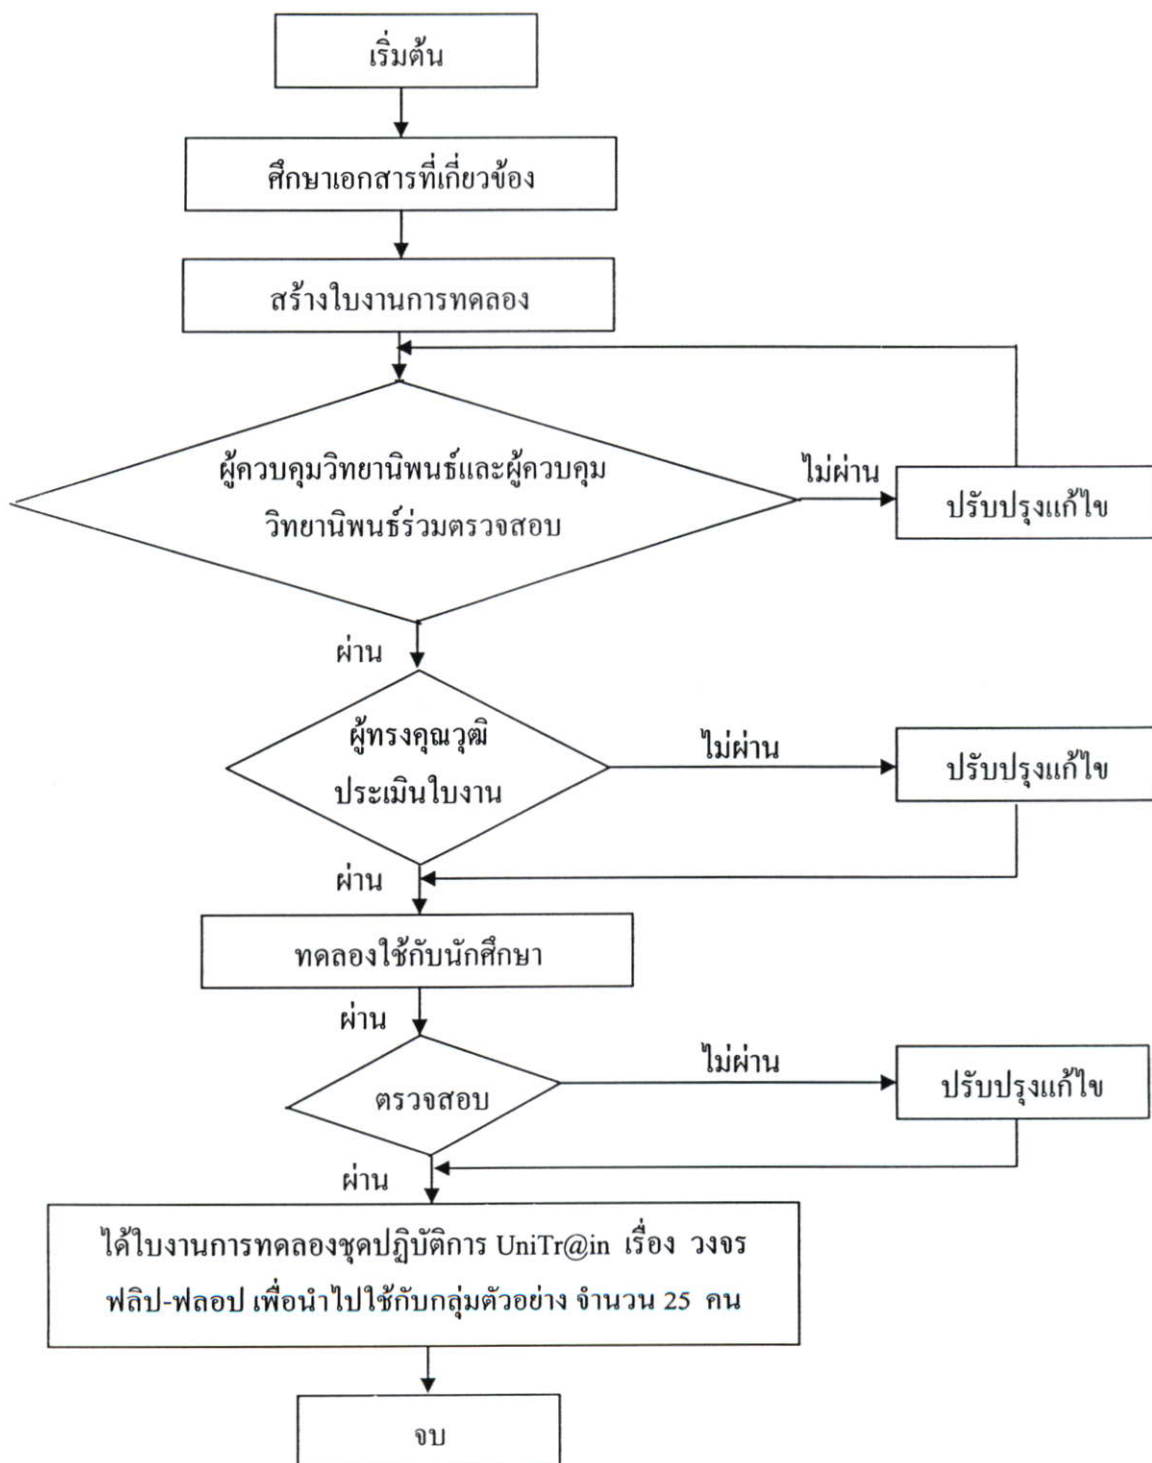 เริ่มต้น
ศึกษาเอกสารที่เกี่ยวข้อง
สร้างใบงานการทดลอง
ผู้ควบคุมวิทยานิพนธ์และผู้ควบคุม
วิทยานิพนธ์ร่วมตรวจสอบ
ไม่ผ่าน
ปรับปรุงแก้ไข
ผ่าน
ผู้ทรงคุณวุฒิ
ประเมินใบงาน
ไม่ผ่าน
ปรับปรุงแก้ไข
ผ่าน
ทดลองใช้กับนักศึกษา
ผ่าน
ตรวจสอบ
ไม่ผ่าน
ปรับปรุงแก้ไข
ผ่าน
ได้ใบงานการทดลองชุดปฏิบัติการ UniTr@in เรื่อง วงจร
ฟลิป-ฟลอป เพื่อนำไปใช้กับกลุ่มตัวอย่าง จำนวน 25 คน
จบ